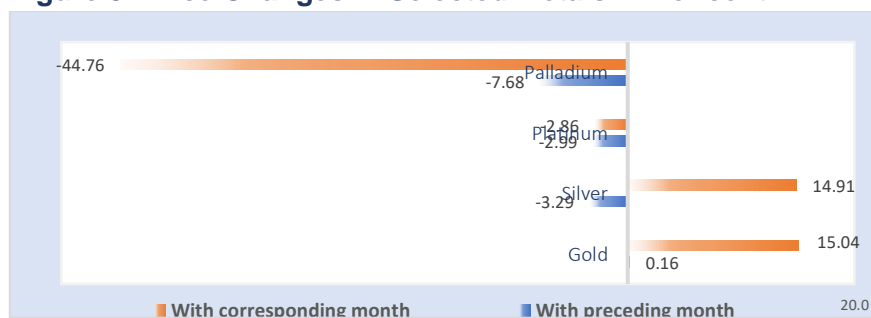 -44.76
Palladium
-7.68
-2.86
Platinum
-2.99
14.91
Silver
-3.29
15.04
Gold
0.16
With corresponding month With preceding month
20.0